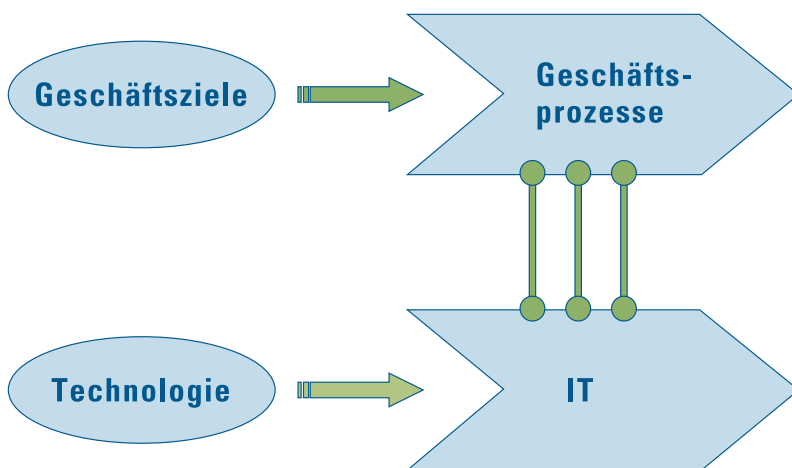 Geschäftsziele
Geschäfts-
prozesse
Technologie
IT